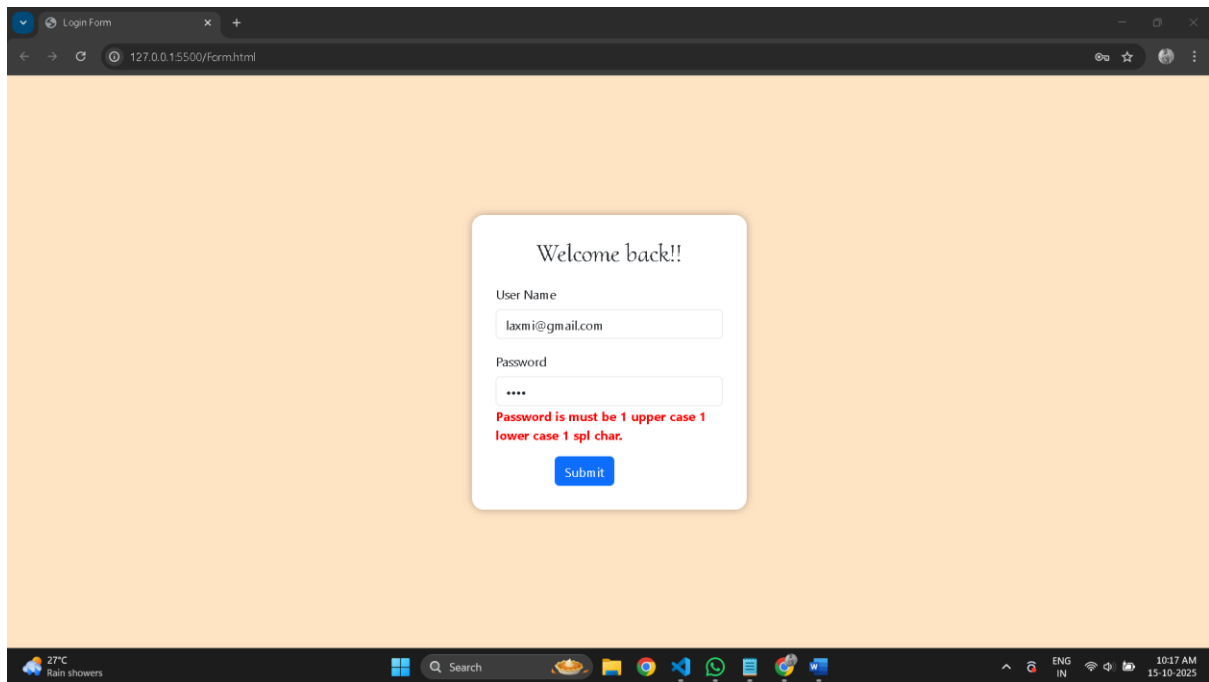 Login Form
127.0.0.1:5500/Form.html
Welcome back!!
User Name
laxmi@gmail.com
Password
••••
Password is must be 1 upper case 1
lower case 1 spl char.
Submit
27°C
Rain showers
Search
ENG
IN
10:17 AM
15-10-2025